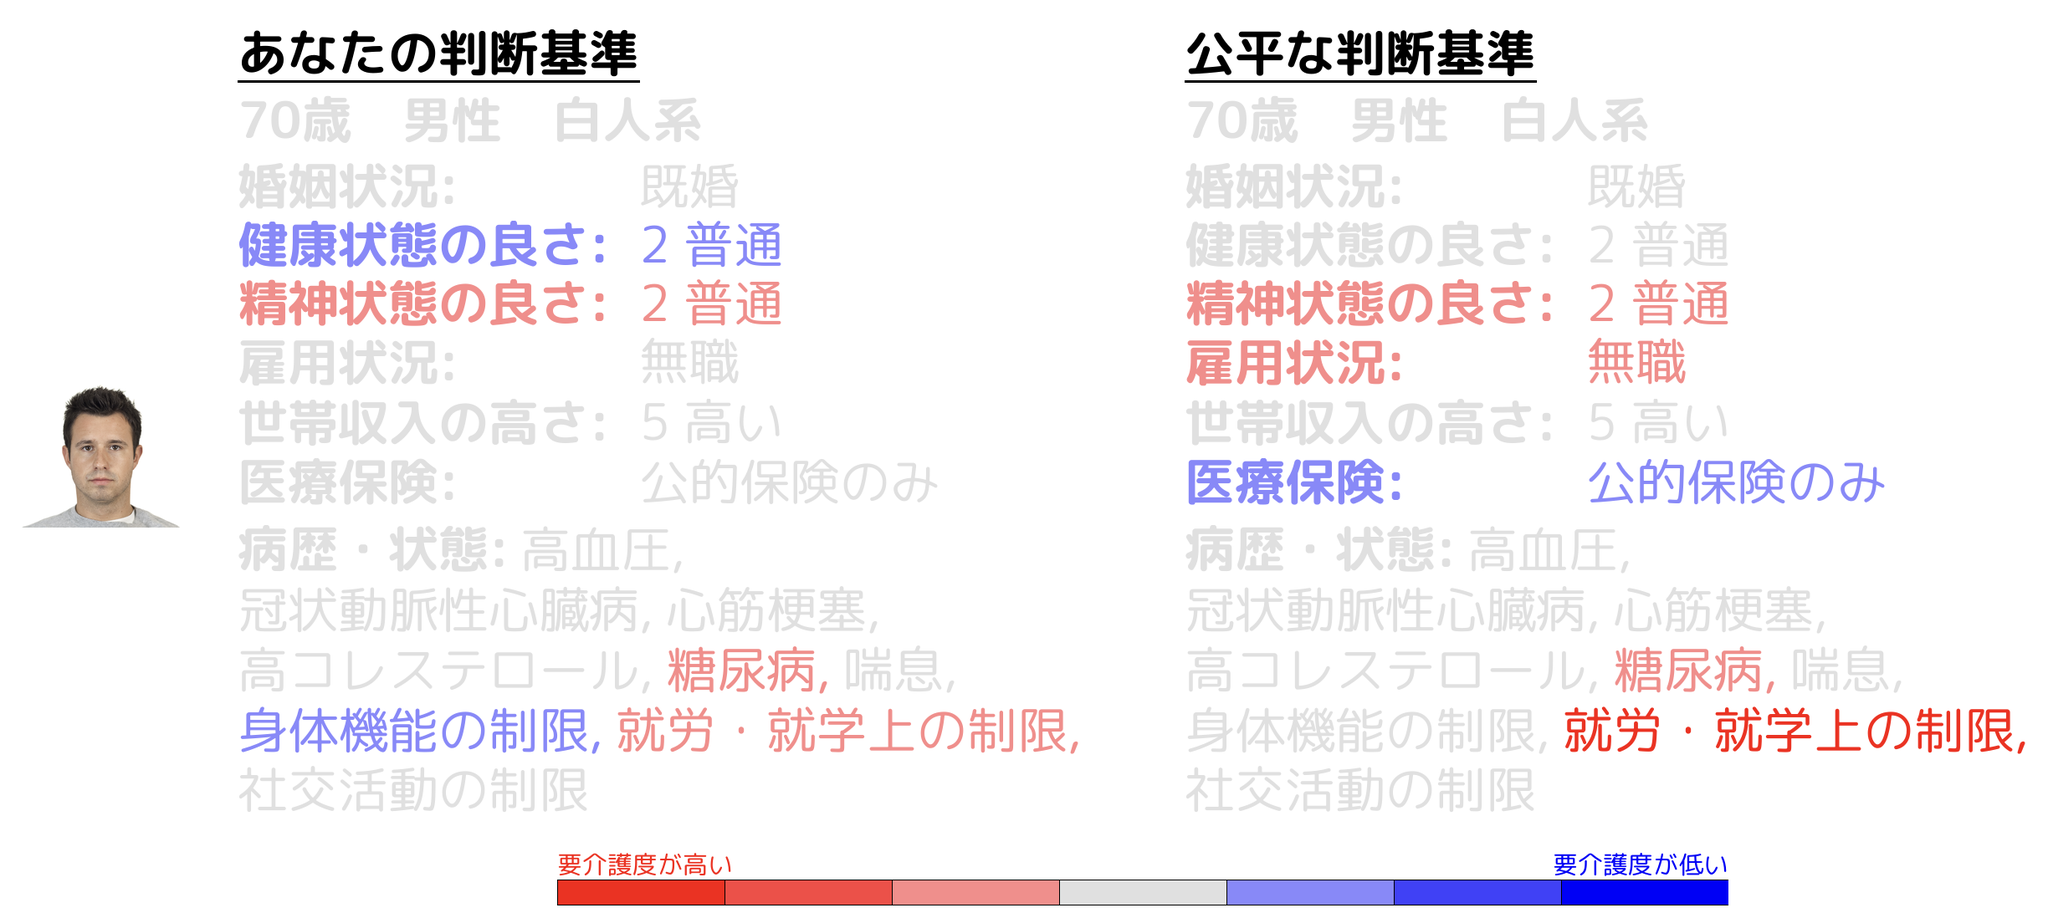 あなたの判断基準
70歳 男性 白人系
婚姻状況: 既婚
健康状態の良さ: 2 普通
精神状態の良さ: 2 普通
雇用状況: 無職
世帯収入の高さ: 5 高い
医療保険: 公的保険のみ
病歴・状態: 高血圧,
冠状動脈性心臓病, 心筋梗塞,
高コレステロール, 糖尿病, 喘息,
身体機能の制限, 就労・就学上の制限,
社交活動の制限
公平な判断基準
70歳 男性 白人系
婚姻状況: 既婚
健康状態の良さ: 2 普通
精神状態の良さ: 2 普通
雇用状況: 無職
世帯収入の高さ: 5 高い
医療保険: 公的保険のみ
病歴・状態: 高血圧,
冠状動脈性心臓病, 心筋梗塞,
高コレステロール, 糖尿病, 喘息,
身体機能の制限, 就労・就学上の制限,
社交活動の制限
要介護度が高い 要介護度が低い